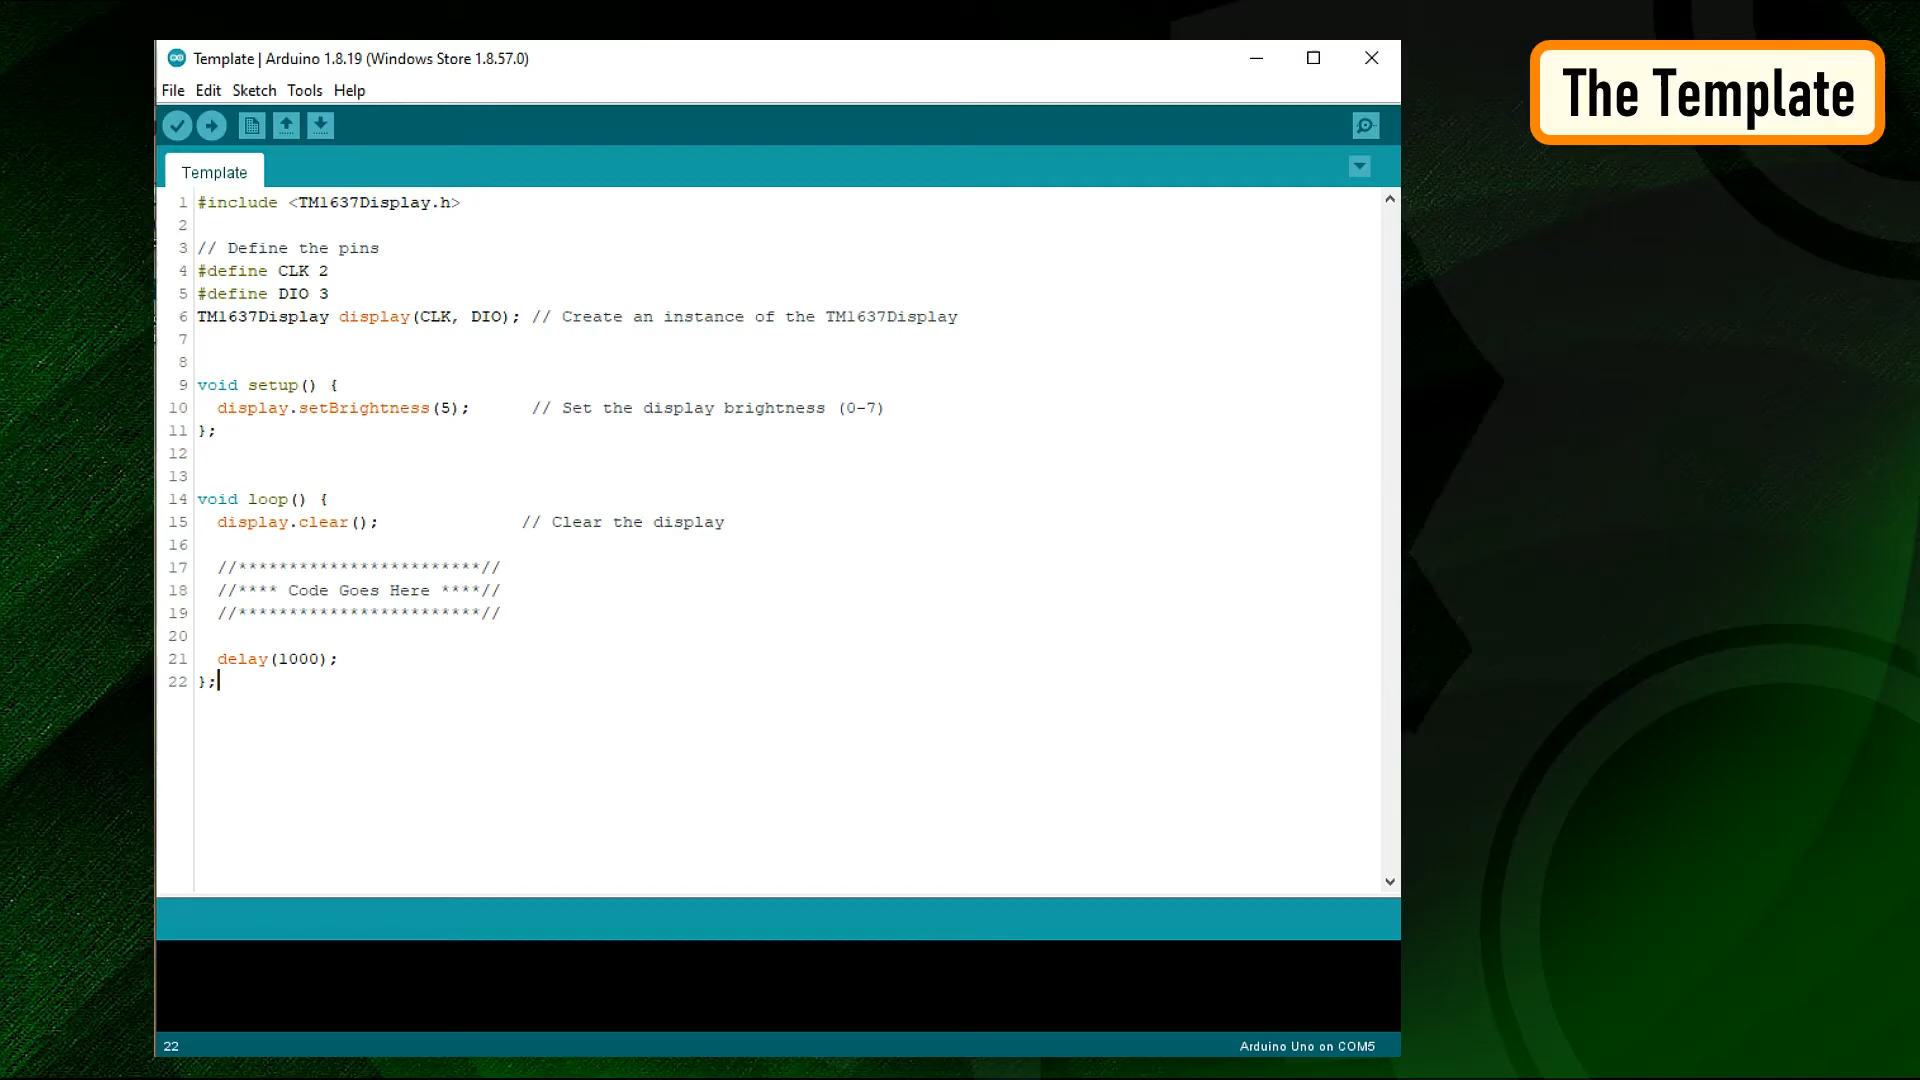 Template | Arduino 1.8.19 (Windows Store 1.8.57.0)
The Template
File Edit Sketch Tools Help
Template
1 #include <TM1637Display.h>
2
3 // Define the pins
4 #define CLK 2
5 #define DIO 3
6 TM1637Display display(CLK, DIO); // Create an instance of the TM1637Display
7
8
9 void setup() {
10   display.setBrightness(5);      // Set the display brightness (0-7)
11 };
12
13
14 void loop() {
15   display.clear();              // Clear the display
16
17   //************************//
18   //**** Code Goes Here ****//
19   //************************//
20
21   delay(1000);
22 };
22
Arduino Uno on COM5